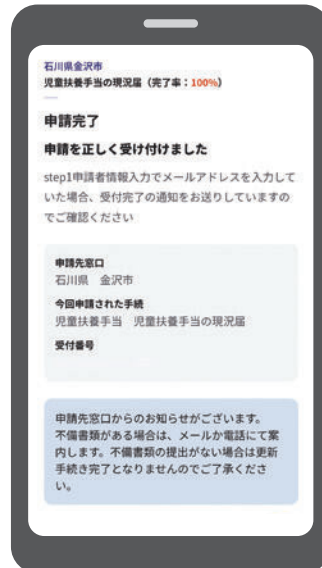 石川県金沢市
児童扶養手当の現況届（完了率：100%）
申請完了
申請を正しく受け付けました
step1申請者情報入力でメールアドレスを入力して
いた場合、受付完了の通知をお送りしていますの
でご確認ください
申請先窓口
石川県　金沢市
今回申請された手続
児童扶養手当　児童扶養手当の現況届
受付番号
申請先窓口からのお知らせがございます。
不備書類がある場合は、メールか電話にて案
内します。不備書類の提出がない場合は更新
手続き完了となりませんのでご了承くださ
い。